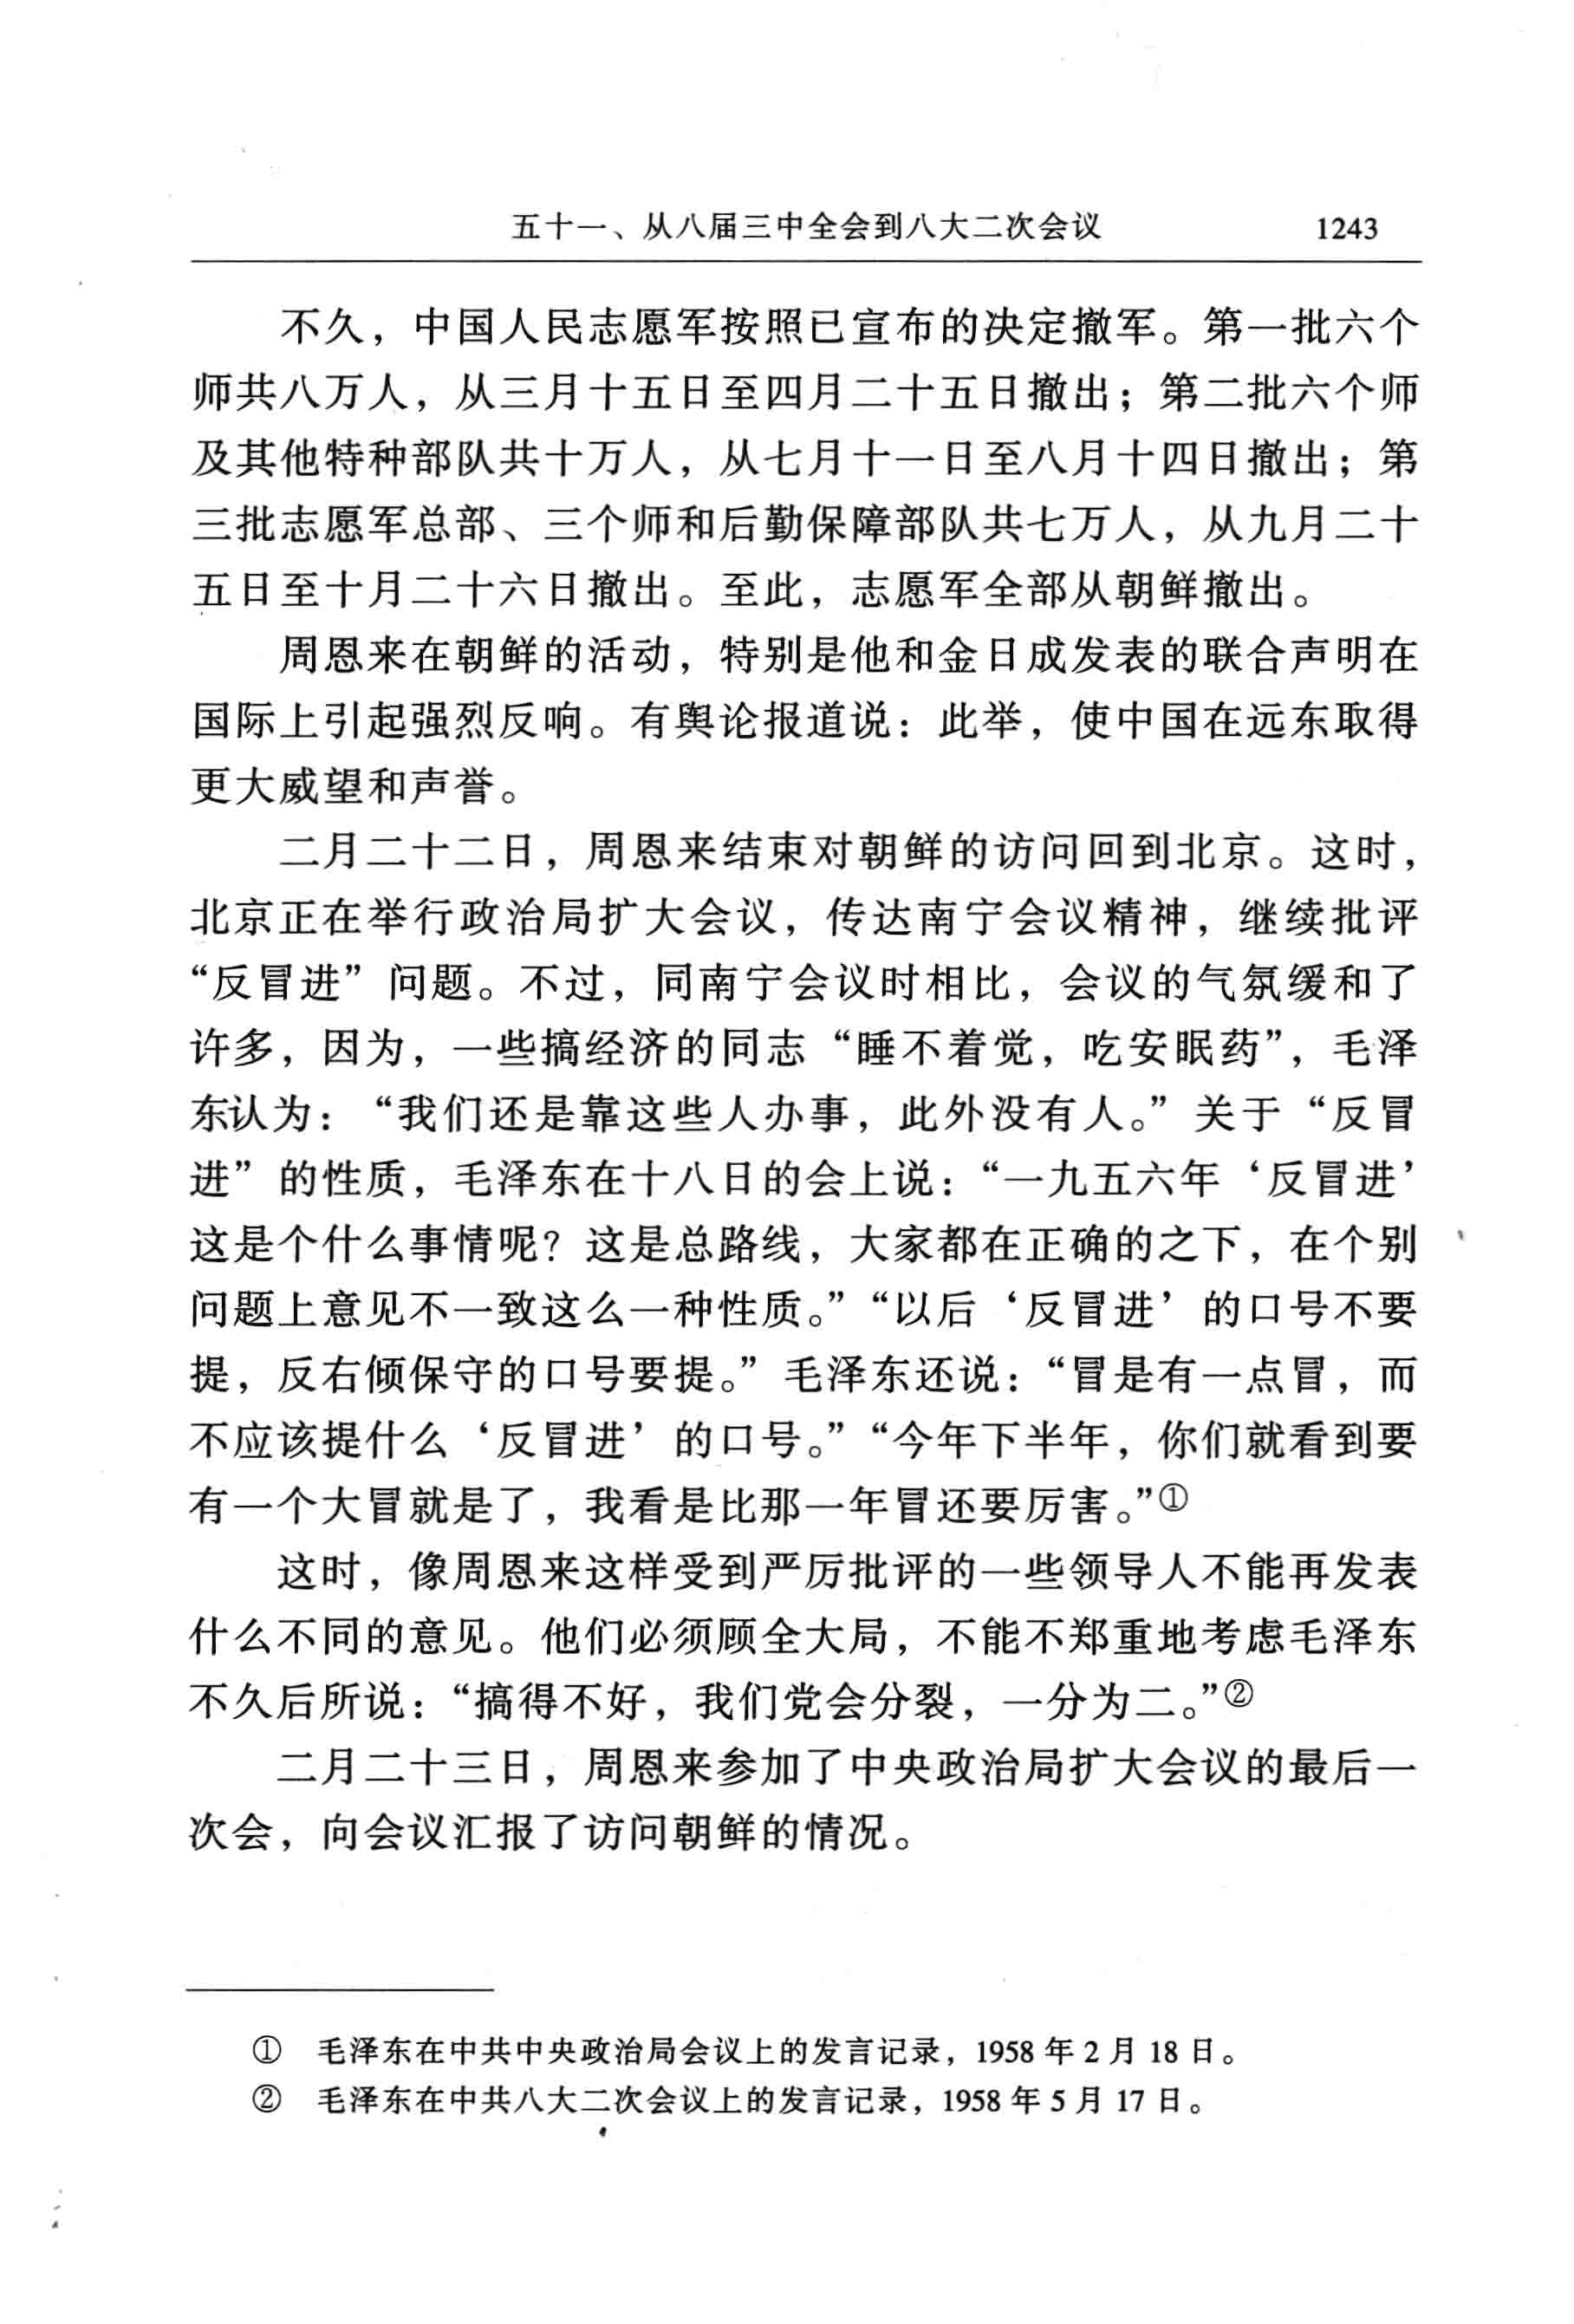 五十一、从八届三中全会到八大二次会议 1243
不久，中国人民志愿军按照已宣布的决定撤军。第一批六个
师共八万人，从三月十五日至四月二十五日撤出；第二批六个师
及其他特种部队共十万人，从七月十一日至八月十四日撤出；第
三批志愿军总部、三个师和后勤保障部队共七万人，从九月二十
五日至十月二十六日撤出。至此，志愿军全部从朝鲜撤出。
周恩来在朝鲜的活动，特别是他和金日成发表的联合声明在
国际上引起强烈反响。有舆论报道说：此举，使中国在远东取得
更大威望和声誉。
二月二十二日，周恩来结束对朝鲜的访问回到北京。这时，
北京正在举行政治局扩大会议，传达南宁会议精神，继续批评
“反冒进”问题。不过，同南宁会议时相比，会议的气氛缓和了
许多，因为，一些搞经济的同志“睡不着觉，吃安眠药”，毛泽
东认为：“我们还是靠这些人办事，此外没有人。”关于“反冒
进”的性质，毛泽东在十八日的会上说：“一九五六年‘反冒进’
这是个什么事情呢？这是总路线，大家都在正确的之下，在个别
问题上意见不一致这么一种性质。”“以后‘反冒进’的口号不要
提，反右倾保守的口号要提。”毛泽东还说：“冒是有一点冒，而
不应该提什么‘反冒进’的口号。”“今年下半年，你们就看到要
有一个大冒就是了，我看是比那一年冒还要厉害。”①
这时，像周恩来这样受到严厉批评的一些领导人不能再发表
什么不同的意见。他们必须顾全大局，不能不郑重地考虑毛泽东
不久后所说：“搞得不好，我们党会分裂，一分为二。”②
二月二十三日，周恩来参加了中央政治局扩大会议的最后一
次会，向会议汇报了访问朝鲜的情况。
① 毛泽东在中共中央政治局会议上的发言记录，1958 年 2 月 18 日。
② 毛泽东在中共八大二次会议上的发言记录，1958 年 5 月 17 日。